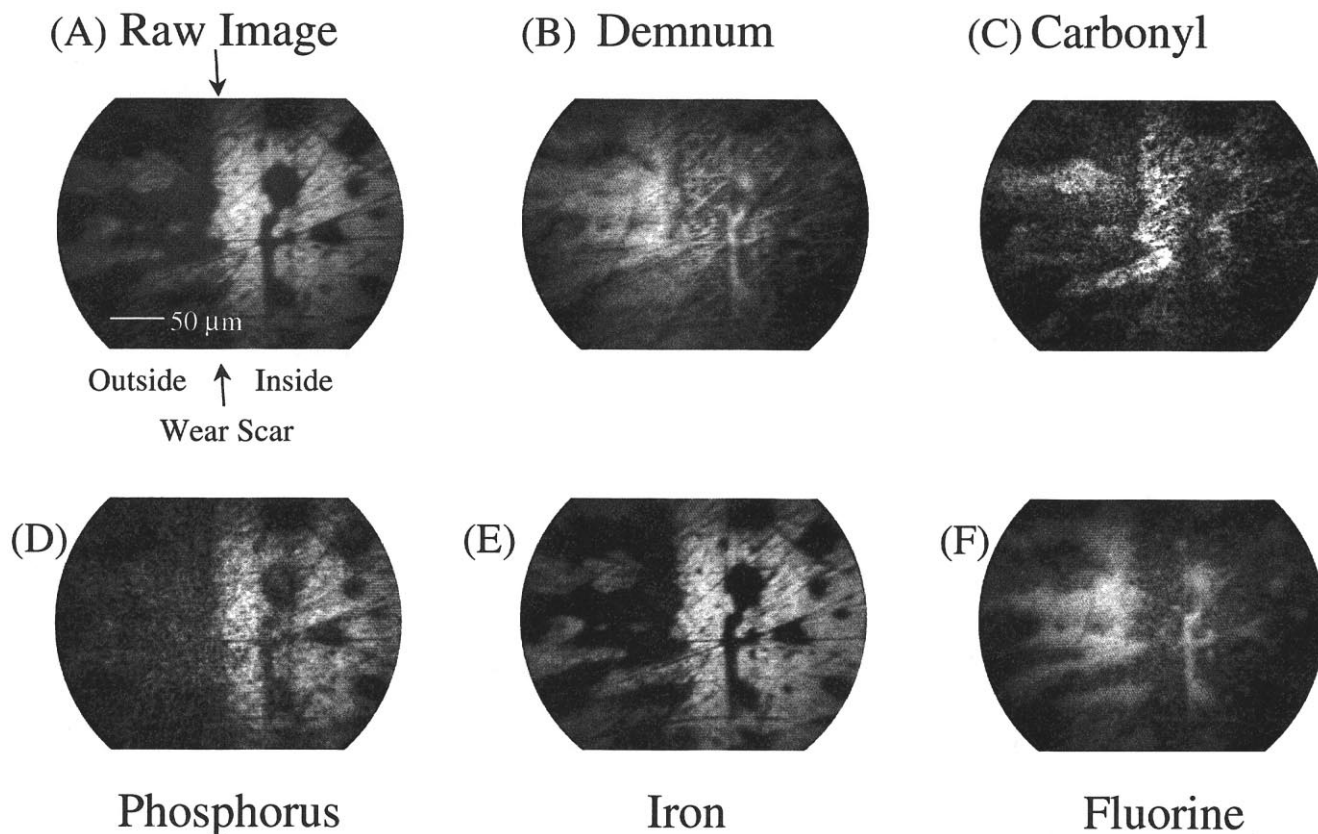 (A) Raw Image
(B) Demnum
(C) Carbonyl
50 μm
Outside
Inside
Wear Scar
(D)
(E)
(F)
Phosphorus
Iron
Fluorine